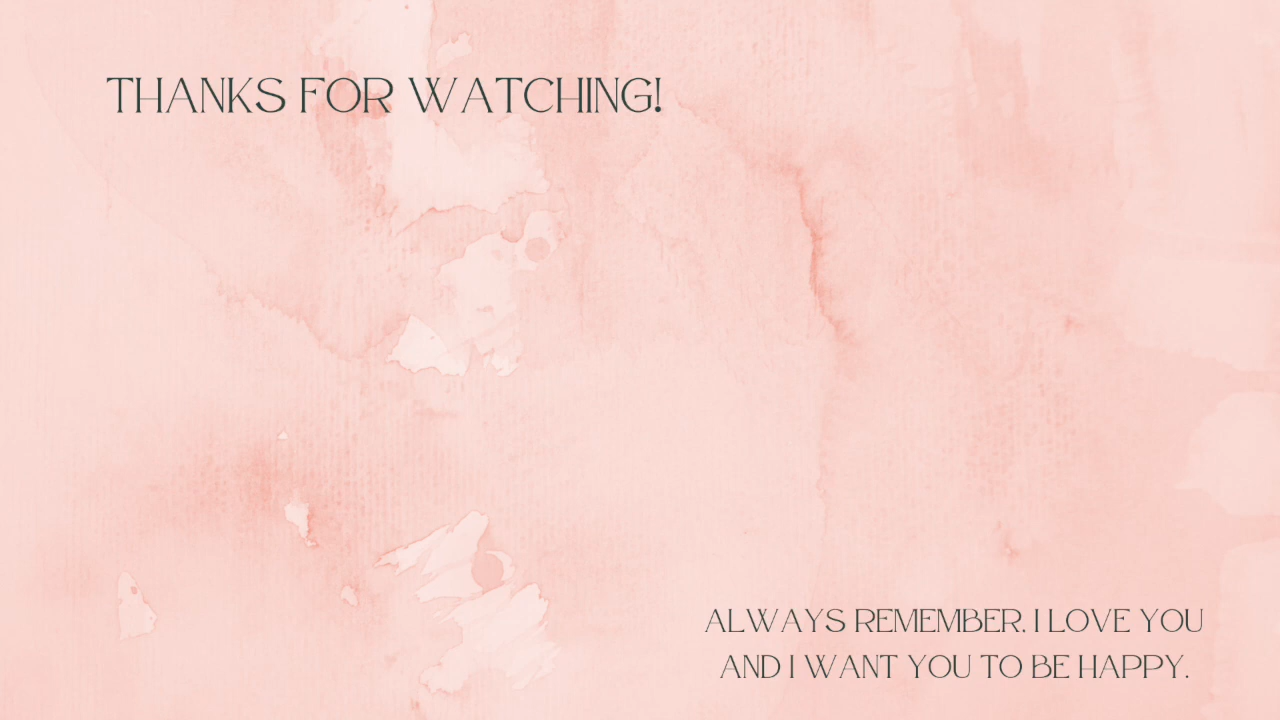 THANKS FOR WATCHING!
ALWAYS REMEMBER, I LOVE YOU
AND I WANT YOU TO BE HAPPY.